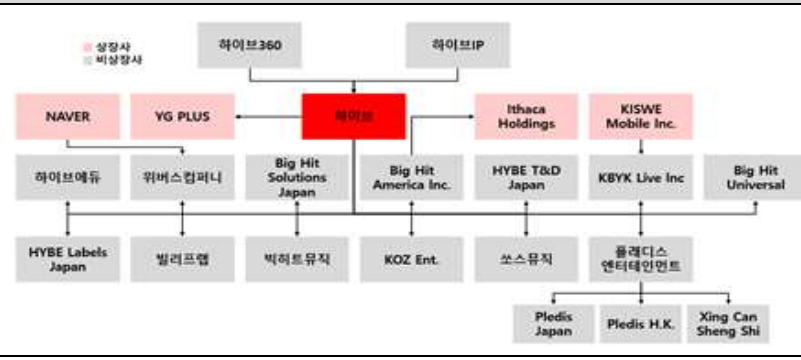 상장사
비상장사
하이브360
하이브IP
NAVER
YG PLUS
하이브
Ithaca
Holdings
KISWE
Mobile Inc.
하이브에듀
위버스컴퍼니
Big Hit
Solutions
Japan
Big Hit
America Inc.
HYBE T&D
Japan
KBYK Live Inc
Big Hit
Universal
HYBE Labels
Japan
빌리프랩
빅히트뮤직
KOZ Ent.
쏘스뮤직
플레디스
엔터테인먼트
Pledis
Japan
Pledis H.K.
Xing Can
Sheng Shi